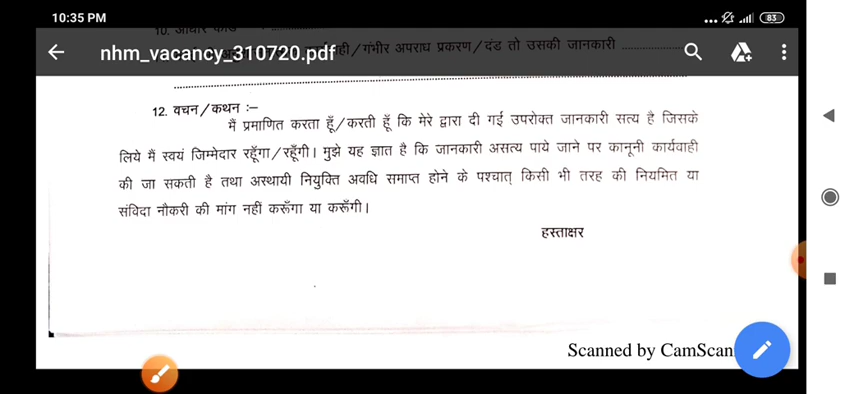 10:35 PM
83
10. आधार कार्ड
nhm_vacancy_310720.pdf
/गंभीर अपराध प्रकरण/दंड तो उसकी जानकारी
12. वचन/कथन :–
मैं प्रमाणित करता हूँ/करती हूँ कि मेरे द्वारा दी गई उपरोक्त जानकारी सत्य है जिसके
लिये मैं स्वयं जिम्मेदार रहूँगा/रहूँगी। मुझे यह ज्ञात है कि जानकारी असत्य पाये जाने पर कानूनी कार्यवाही
की जा सकती है तथा अस्थायी नियुक्ति अवधि समाप्त होने के पश्चात् किसी भी तरह की नियमित या
संविदा नौकरी की मांग नहीं करूँगा या करूँगी।
हस्ताक्षर
Scanned by CamScan